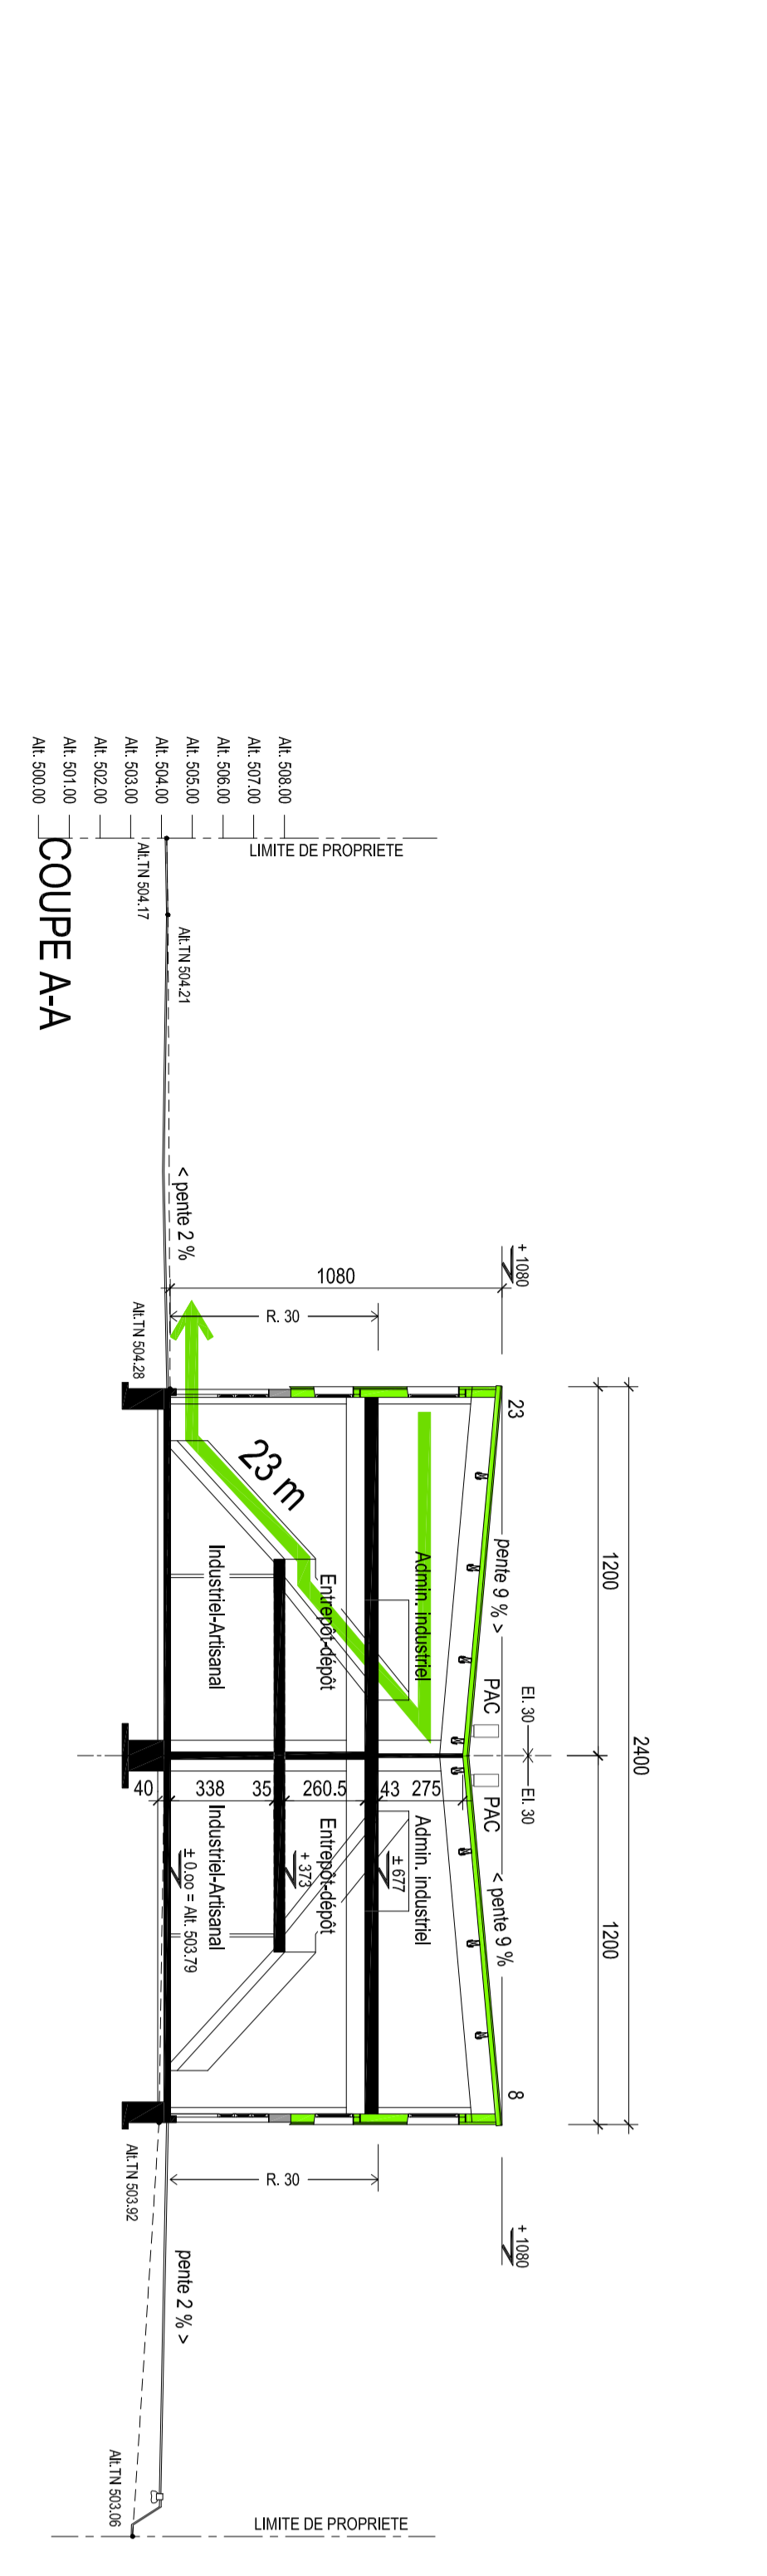 2400
1200
1200
+ 1080
+ 1080
EI. 30
EI. 30
23
8
pente 9 % >
PAC
PAC
< pente 9 %
1080
R. 30
R. 30
Admin. industriel
Admin. industriel
275
43
± 677
23 m
Entrepôt-dépôt
Entrepôt-dépôt
260.5
+ 373
35
Industriel-Artisanal
Industriel-Artisanal
338
± 0.oo = Alt. 503.79
40
LIMITE DE PROPRIETE
LIMITE DE PROPRIETE
Alt. 508.00
Alt. 507.00
Alt. 506.00
Alt. 505.00
Alt. 504.00
Alt. 503.00
Alt. 502.00
Alt. 501.00
Alt. 500.00
Alt.TN 504.21
< pente 2 %
pente 2 % >
Alt.TN 504.17
Alt.TN 504.28
Alt.TN 503.92
Alt.TN 503.06
COUPE A-A